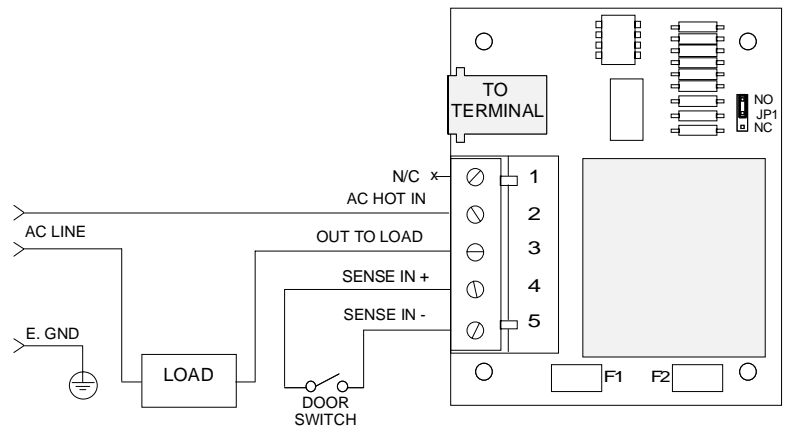 TO
TERMINAL
NO
JP1
NC
N/C x
1
AC HOT IN
2
AC LINE
OUT TO LOAD
3
SENSE IN +
4
SENSE IN -
5
E. GND
LOAD
DOOR
SWITCH
F1
F2